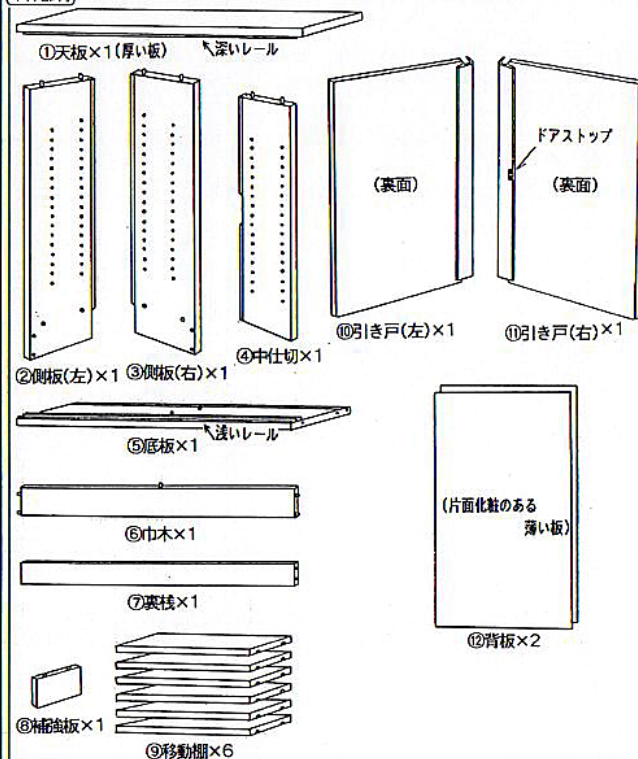 ①天板×1(厚い板)
深いレール
ドアストップ
(裏面)
(裏面)
②側板(左)×1
③側板(右)×1
④中仕切×1
⑩引き戸(左)×1
⑪引き戸(右)×1
浅いレール
⑤底板×1
⑥巾木×1
⑦裏桟×1
(片面化粧のある
薄い板)
⑫背板×2
⑧補強板×1
⑨移動棚×6